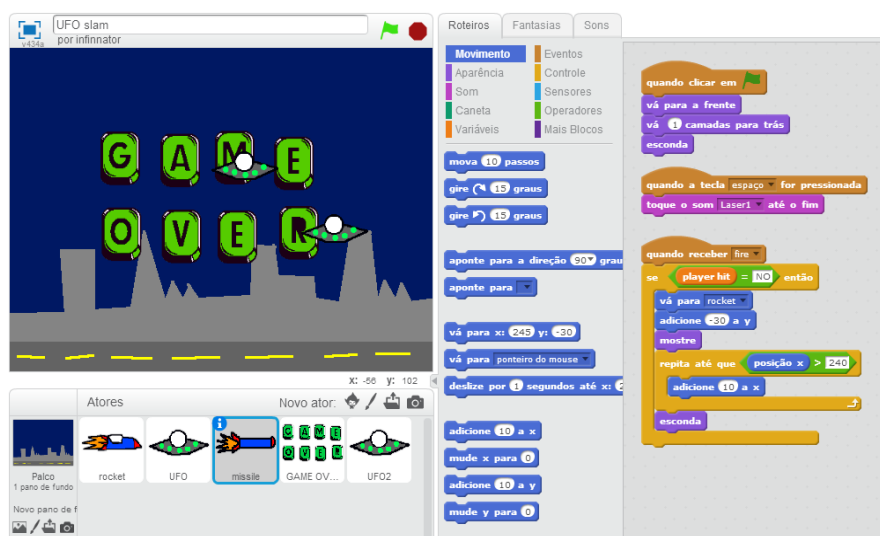 UFO slam
por infinnator
v434a
GAME
OVER
x: -56 y: 102
Atores
Novo ator:
Palco
1 pano de fundo
Novo pano de f
rocket
UFO
missile
GAME OVER
GAME OV...
UFO2
Roteiros
Fantasias
Sons
Movimento
Eventos
Aparência
Controle
Som
Sensores
Caneta
Operadores
Variáveis
Mais Blocos
mova 10 passos
gire 15 graus
gire 15 graus
aponte para a direção 90 grau
aponte para
vá para x: 245 y: -30
vá para ponteiro do mouse
deslize por 1 segundos até x: 2
adicione 10 a x
mude x para 0
adicione 10 a y
mude y para 0
quando clicar em
vá para a frente
vá 1 camadas para trás
esconda
quando a tecla espaço for pressionada
toque o som Laser1 até o fim
quando receber fire
se player hit = NO então
vá para rocket
adicione -30 a y
mostre
repita até que posição x > 240
adicione 10 a x
esconda